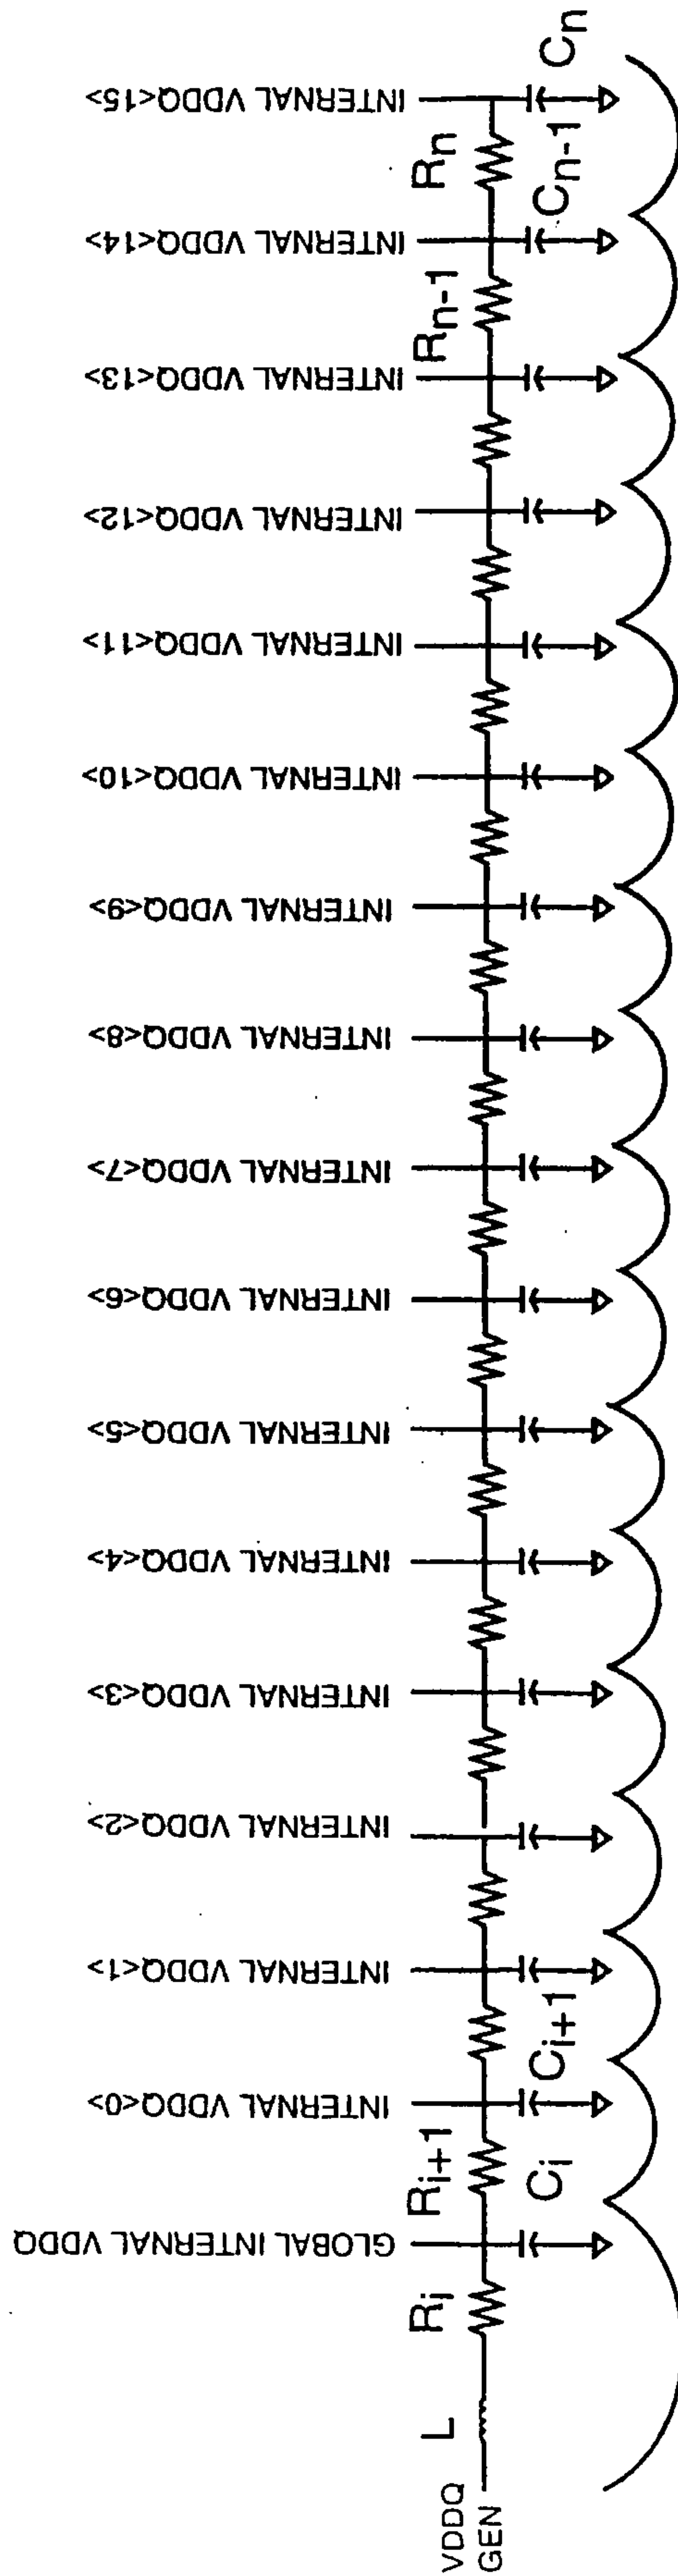 INTERNAL VDDQ<15>
Cn
Rn
INTERNAL VDDQ<14>
Cn-1
Rn-1
INTERNAL VDDQ<13>
INTERNAL VDDQ<12>
INTERNAL VDDQ<11>
INTERNAL VDDQ<10>
INTERNAL VDDQ<9>
INTERNAL VDDQ<8>
INTERNAL VDDQ<7>
INTERNAL VDDQ<6>
INTERNAL VDDQ<5>
INTERNAL VDDQ<4>
INTERNAL VDDQ<3>
INTERNAL VDDQ<2>
INTERNAL VDDQ<1>
Ci+1
INTERNAL VDDQ<0>
Ri+1
Ci
GLOBAL INTERNAL VDDQ
Ri
L
VDDQ
GEN